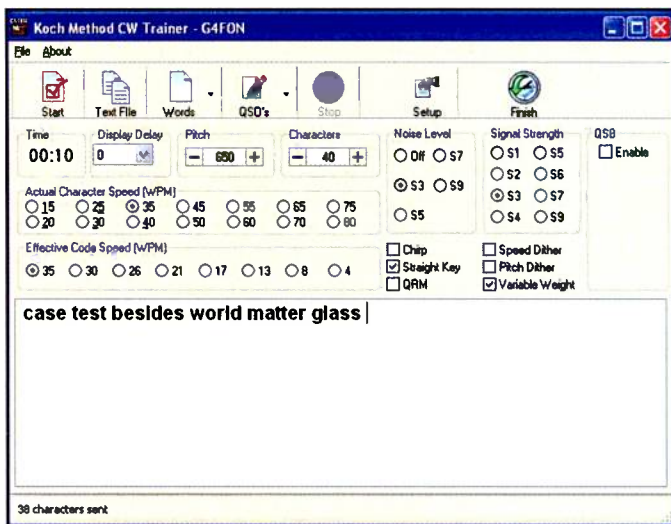 Koch Method CW Trainer - G4FON
File About
Start Text File Words QSO's Stop Setup Finish
Time Display Delay Pitch Characters Noise Level Signal Strength QSB
00:10 0 - 650 + - 40 + Off S7 S1 S5 Enable
S2 S6
S3 S9 S3 S7
S5 S4 S9
Actual Character Speed (WPM)
15 25 35 45 55 65 75
20 30 40 50 60 70 80
Effective Code Speed (WPM)
35 30 26 21 17 13 8 4
Chirp Speed Dither
Straight Key Pitch Dither
QRM Variable Weight
case test besides world matter glass
38 characters sent